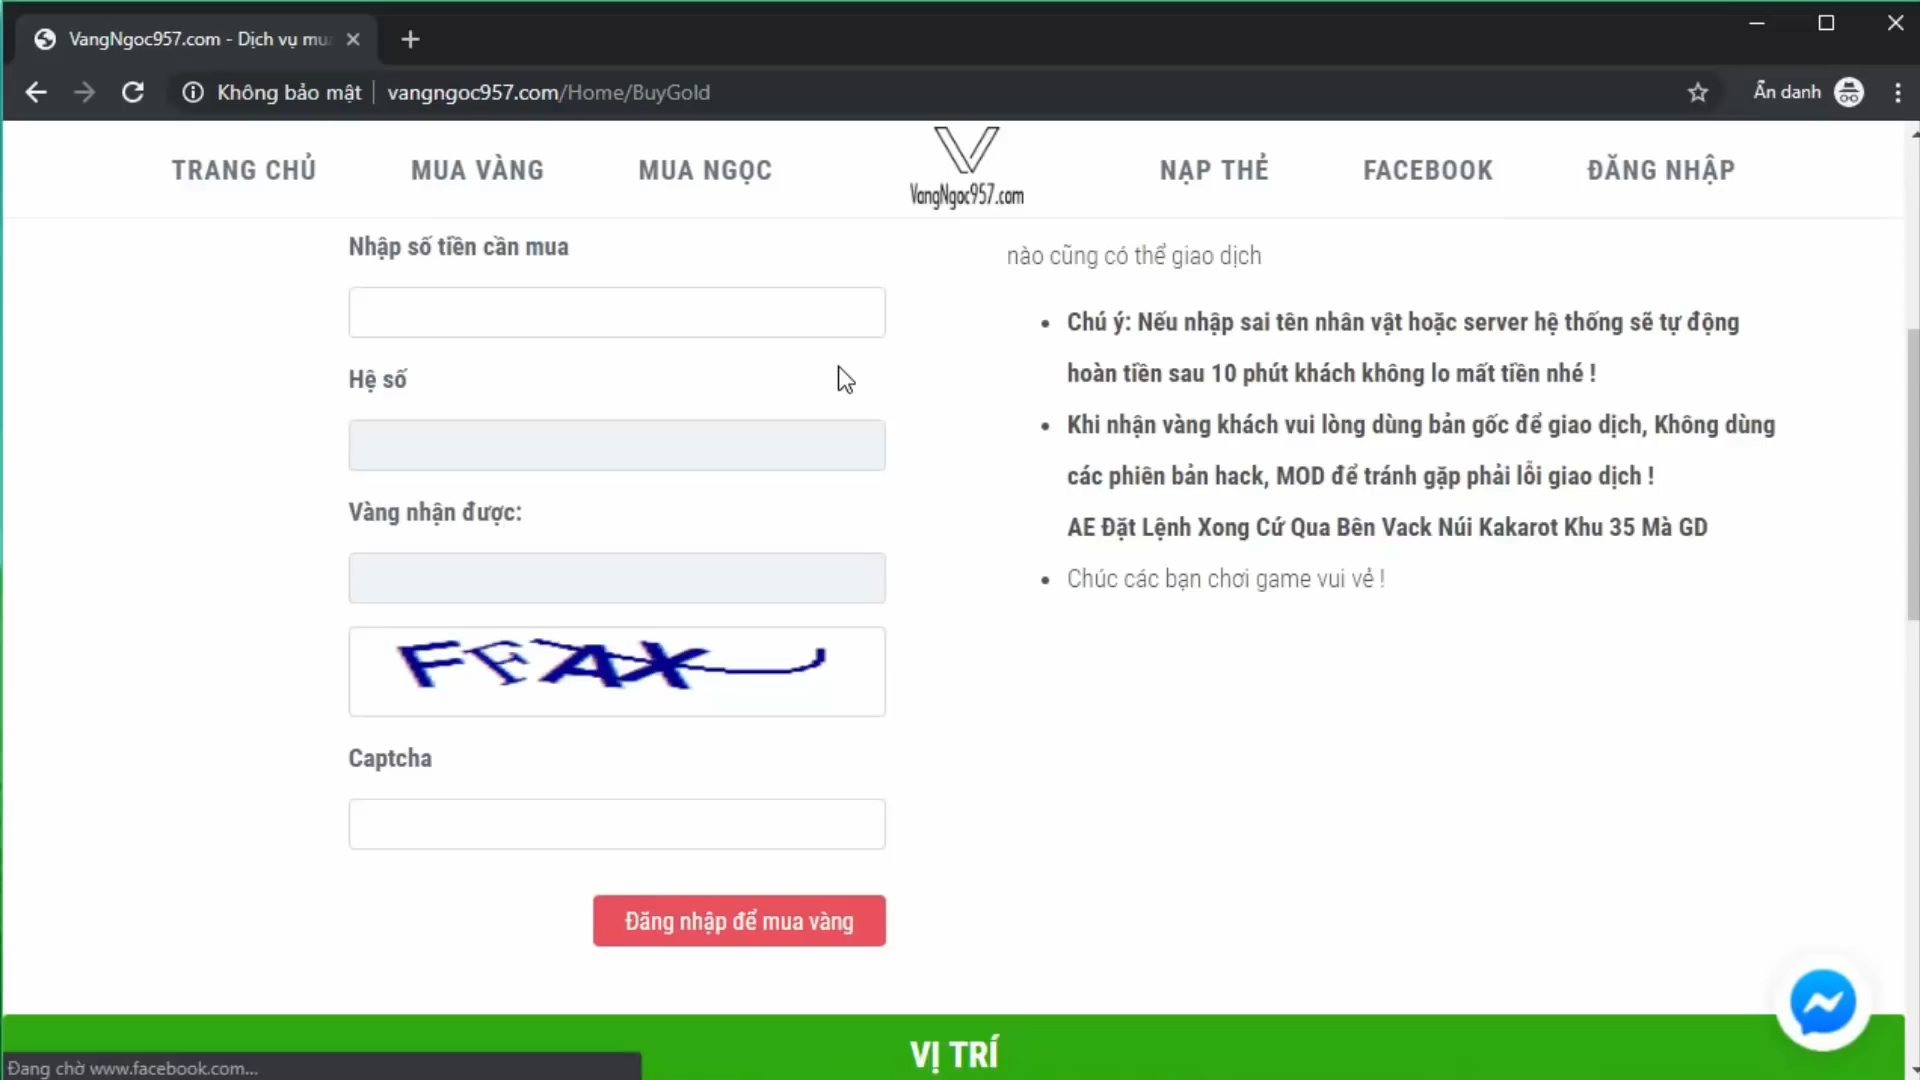 VangNgoc957.com - Dịch vụ mu
Không bảo mật vangngoc957.com/Home/BuyGold
Ẩn danh
TRANG CHỦ MUA VÀNG MUA NGỌC VangNgoc957.com NẠP THẺ FACEBOOK ĐĂNG NHẬP
Nhập số tiền cần mua
Hệ số
Vàng nhận được:
FFAX
Captcha
Đăng nhập để mua vàng
nào cũng có thể giao dịch
Chú ý: Nếu nhập sai tên nhân vật hoặc server hệ thống sẽ tự động
hoàn tiền sau 10 phút khách không lo mất tiền nhé !
Khi nhận vàng khách vui lòng dùng bản gốc để giao dịch, Không dùng
các phiên bản hack, MOD để tránh gặp phải lỗi giao dịch !
AE Đặt Lệnh Xong Cứ Qua Bên Vack Núi Kakarot Khu 35 Mà GD
Chúc các bạn chơi game vui vẻ !
VỊ TRÍ
Đang chờ www.facebook.com...